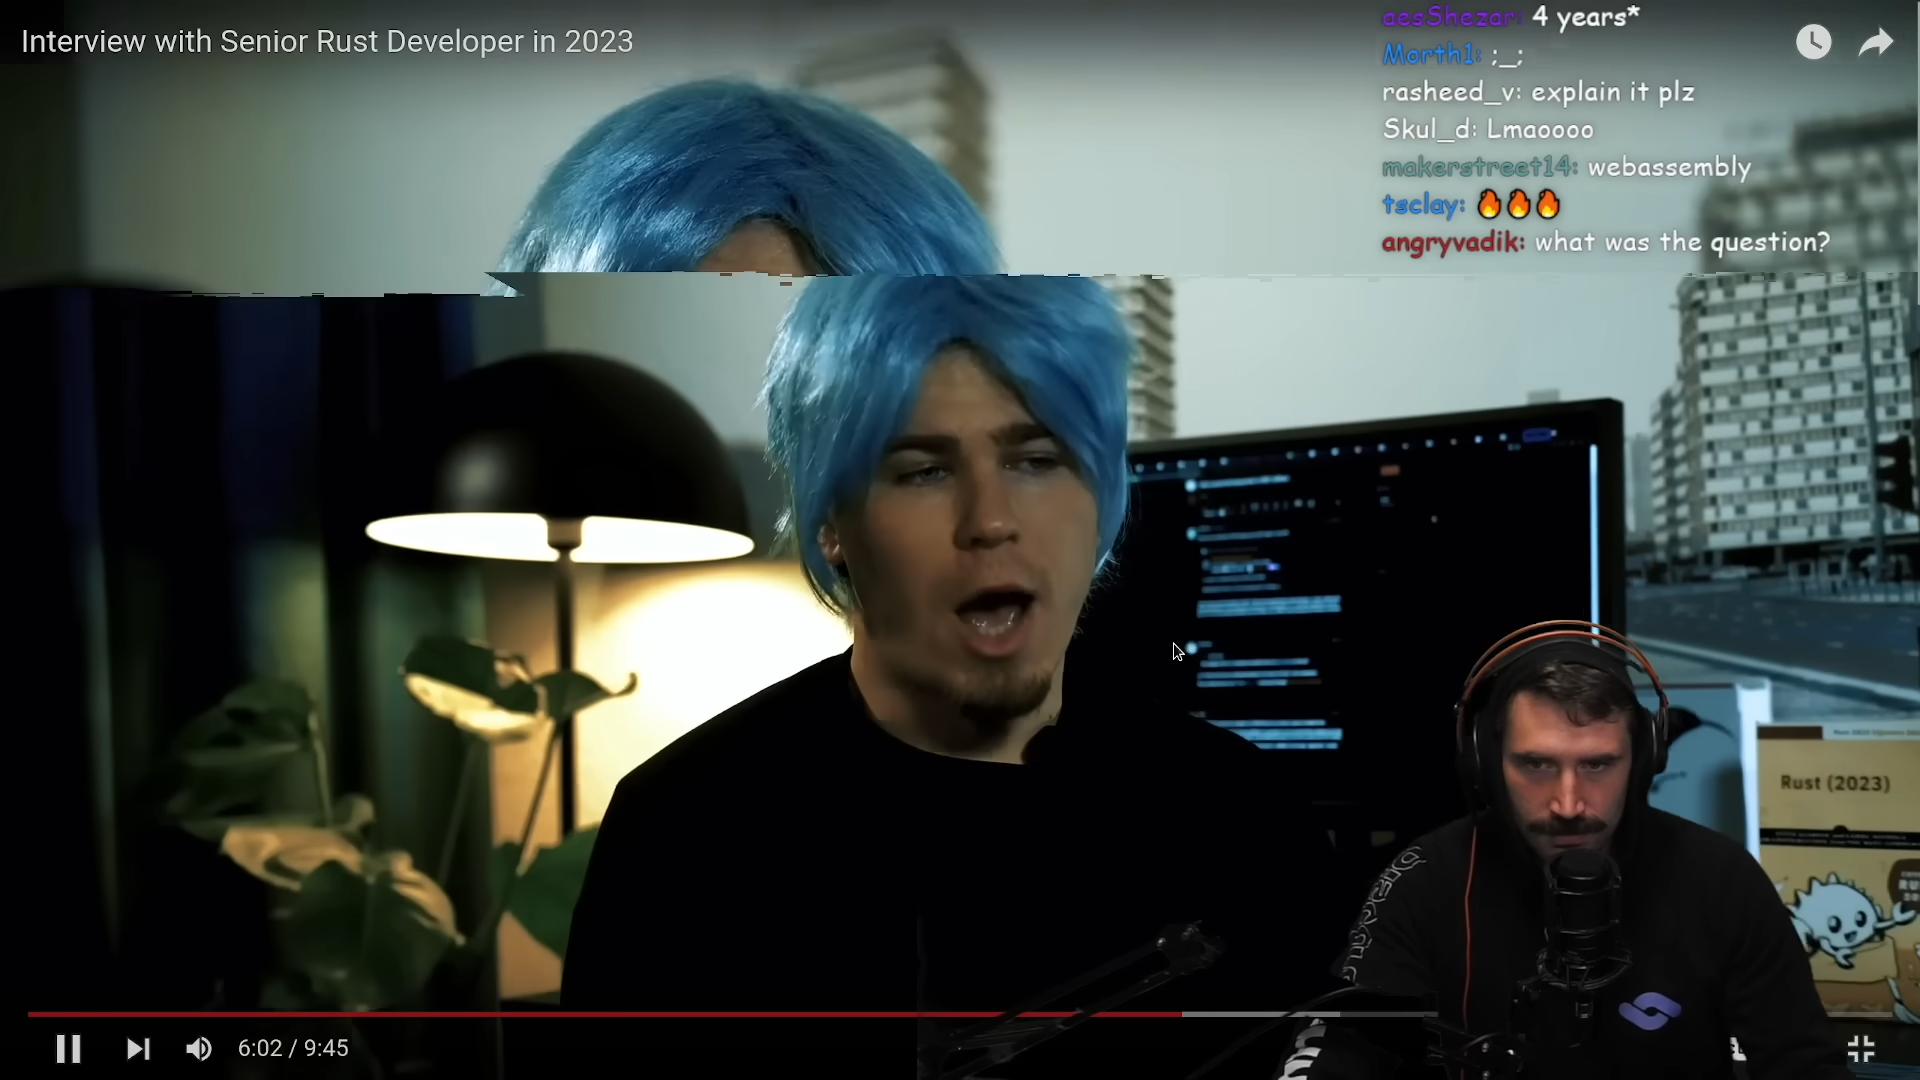 Interview with Senior Rust Developer in 2023
aesShezar: 4 years*
Morth1: ;_;
rasheed_v: explain it plz
Skul_d: Lmaoooo
makerstreet14: webassembly
tsclay: 🔥🔥🔥
angryvadik: what was the question?
Rust (2023)
6:02 / 9:45